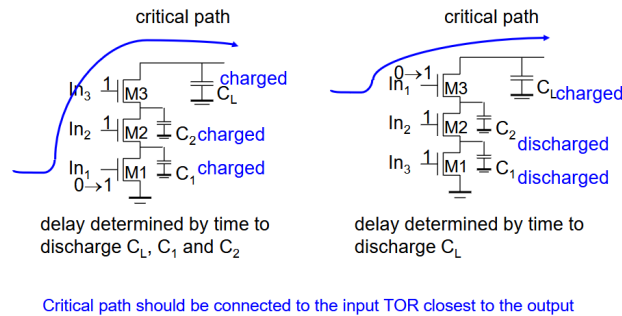 critical path
In3 1 M3 charged
CL
In2 1 M2 C2 charged
In1 M1 C1 charged
0→1
delay determined by time to
discharge CL, C1 and C2
critical path
0→1
In1 M3 CL charged
In2 1 M2 C2
discharged
In3 1 M1 C1 discharged
delay determined by time to
discharge CL
Critical path should be connected to the input TOR closest to the output